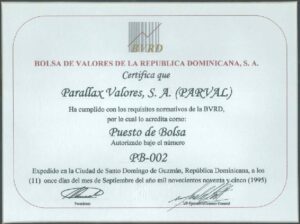 BVRD
BOLSA DE VALORES DE LA REPUBLICA DOMINICANA, S. A.
Certifica que
Parallax Valores, S. A. (PARVAL)
Ha cumplido con los requisitos normativos de la BVRD,
por lo cual lo acredita como:
Puesto de Bolsa
Autorizado bajo el número
PB-002
Expedido en la Ciudad de Santo Domingo de Guzmán, República Dominicana, a los
(11) once días del mes de Septiembre del año mil novecientos noventa y cinco (1995)
Presidente